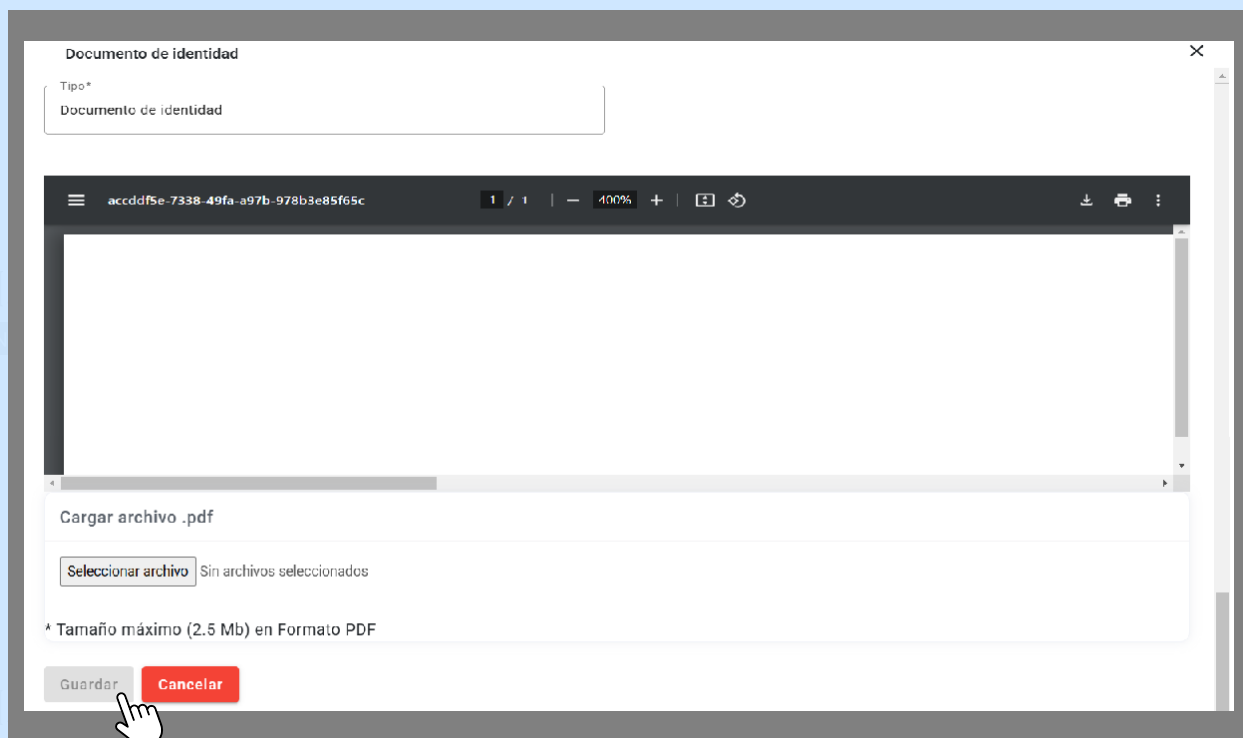 Documento de identidad
Tipo*
Documento de identidad
accddf5e-7338-49fa-a97b-978b3e85f65c 1 / 1 | − 400% + |
Cargar archivo .pdf
Seleccionar archivo Sin archivos seleccionados
* Tamaño máximo (2.5 Mb) en Formato PDF
Guardar Cancelar